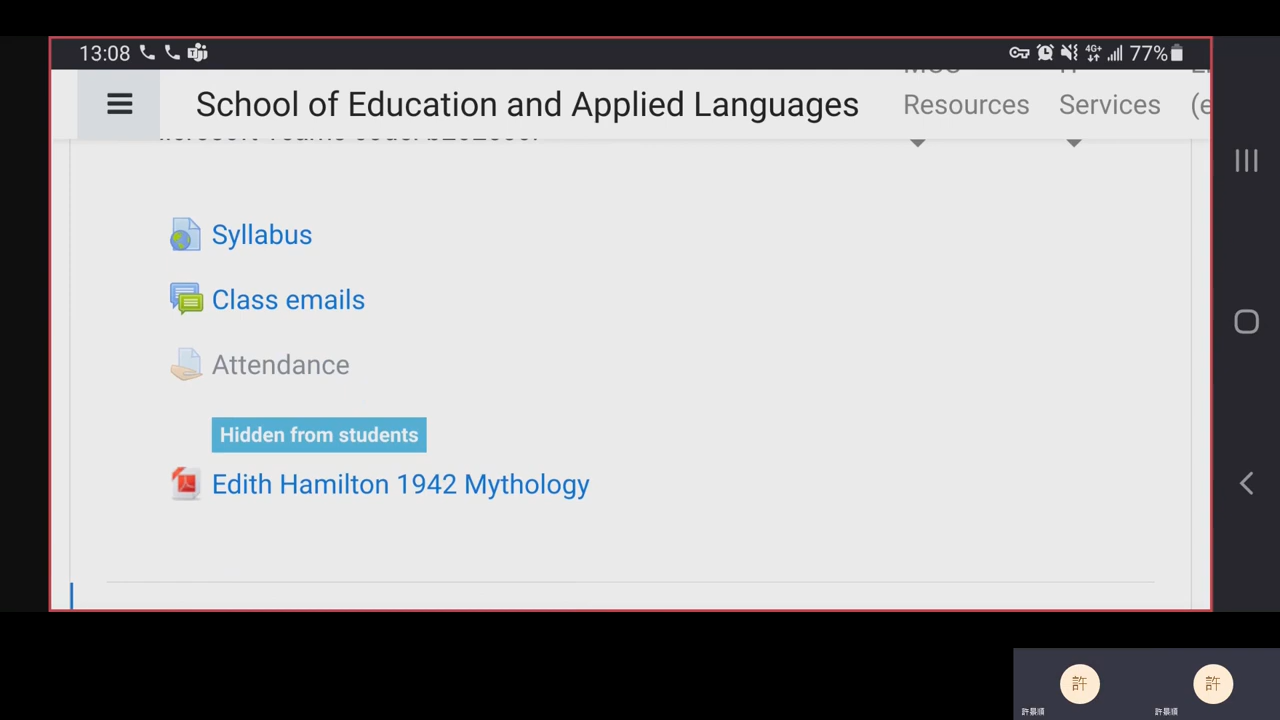 13:08
4G+ 77%
School of Education and Applied Languages
Resources
Services
Syllabus
Class emails
Attendance
Hidden from students
Edith Hamilton 1942 Mythology
許 許